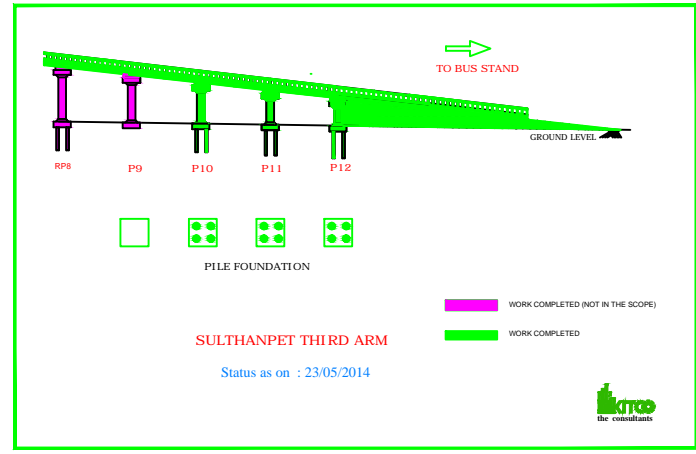 TO BUS STAND
GROUND LEVEL
RP8 P9 P10 P11 P12
PILE FOUNDATION
WORK COMPLETED (NOT IN THE SCOPE)
WORK COMPLETED
SULTHANPET THIRD ARM
Status as on : 23/05/2014
KITCO
the consultants